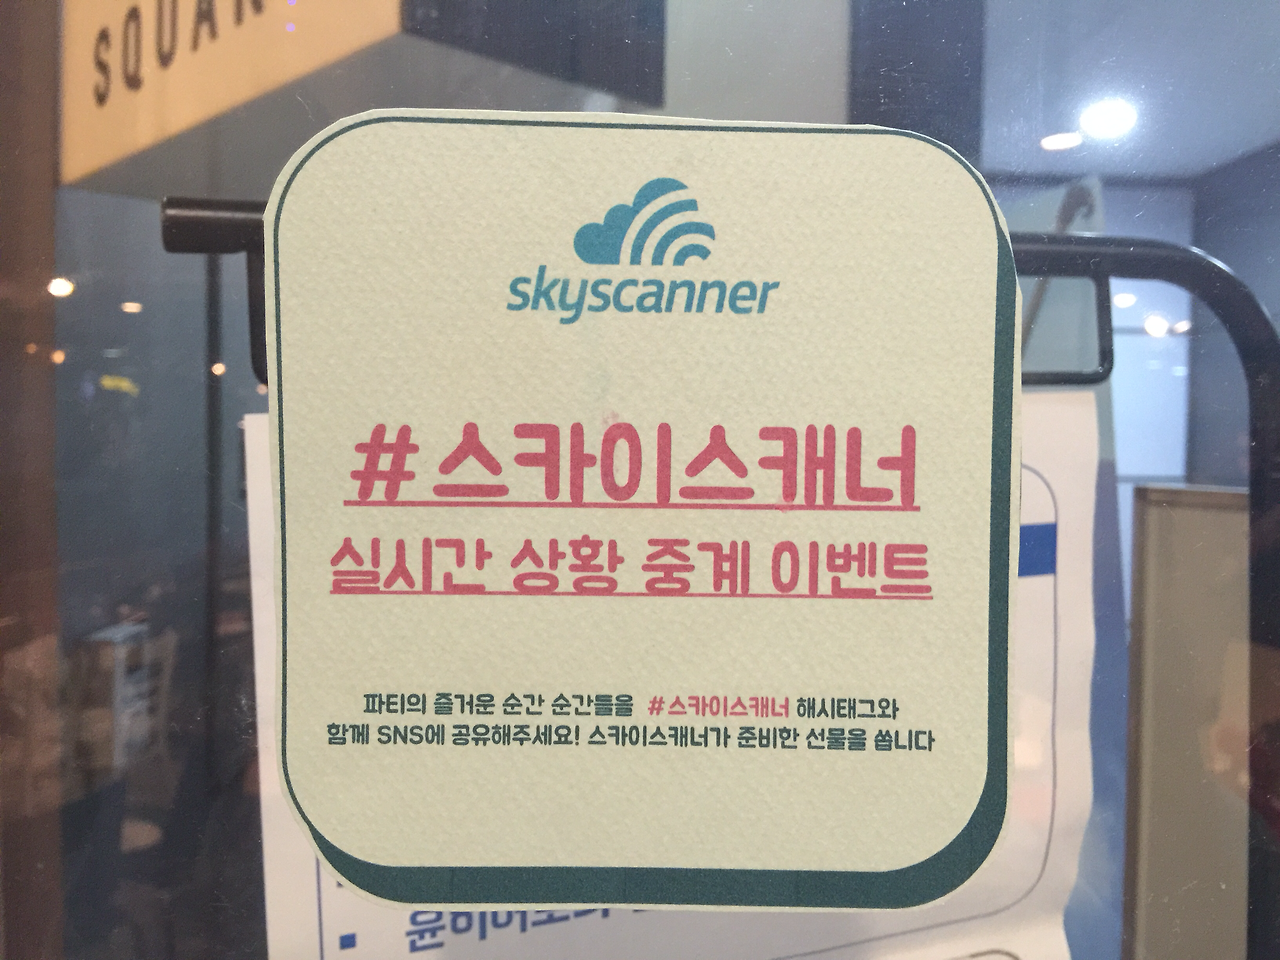 skyscanner
#스카이스캐너
실시간 상황 중계 이벤트
파티의 즐거운 순간 순간들을 #스카이스캐너 해시태그와
함께 SNS에 공유해주세요! 스카이스캐너가 준비한 선물을 쏩니다